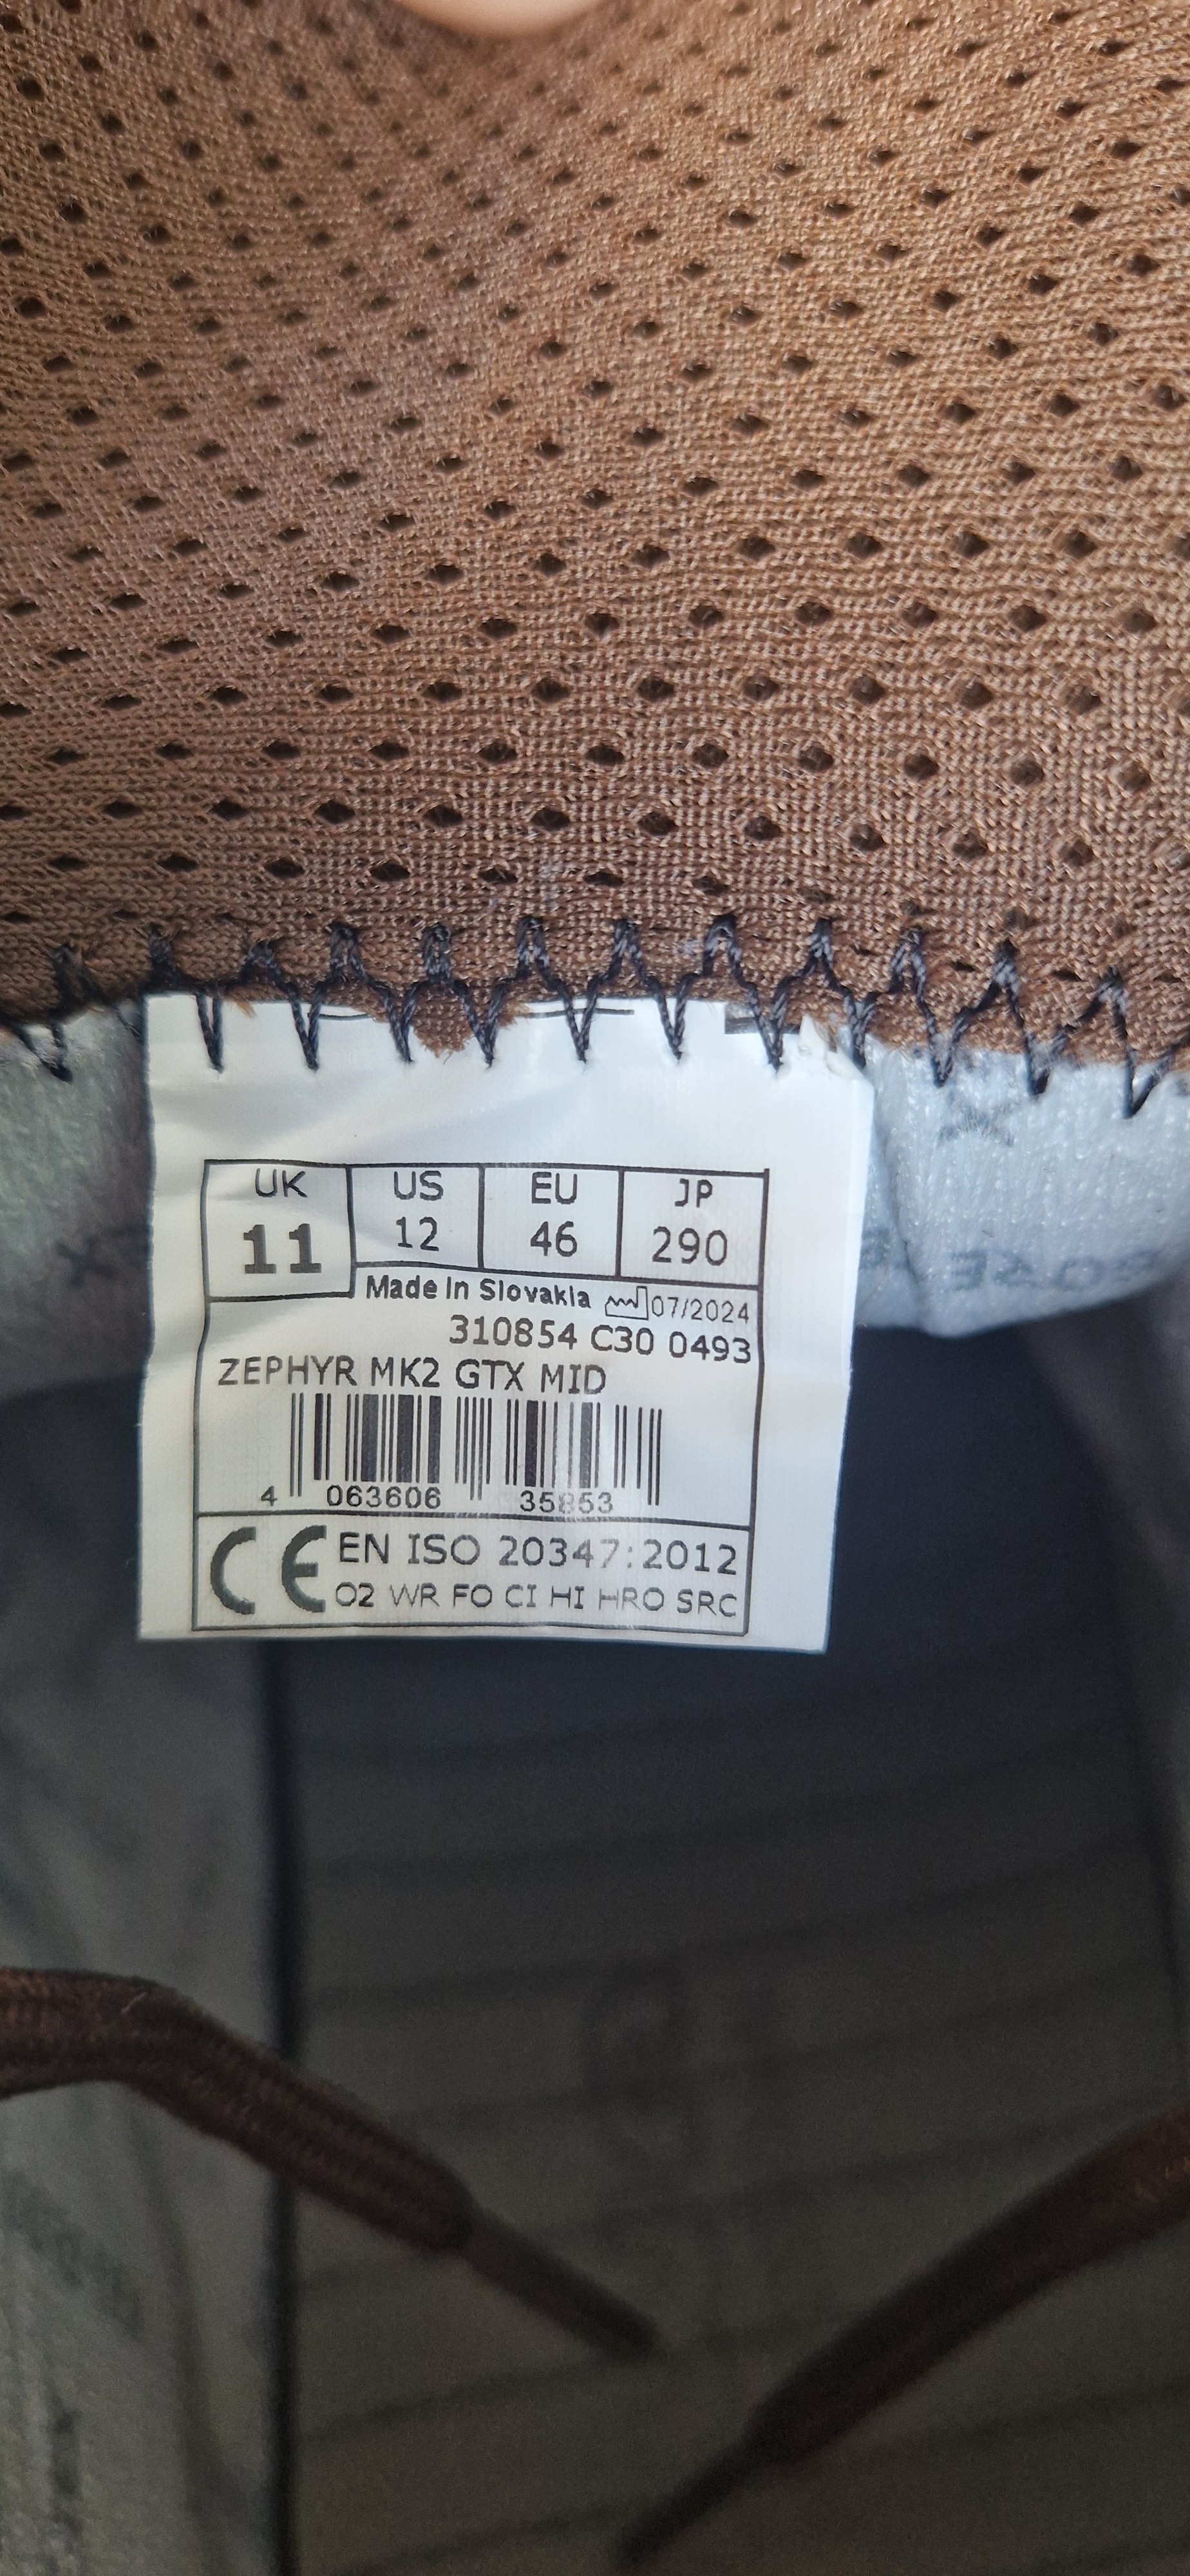 UK US EU JP
11 12 46 290
Made In Slovakia 07/2024
310854 C30 0493
ZEPHYR MK2 GTX MID
4 063606
CE EN ISO 20347:2012
O2 WR FO CI HI HRO SRC